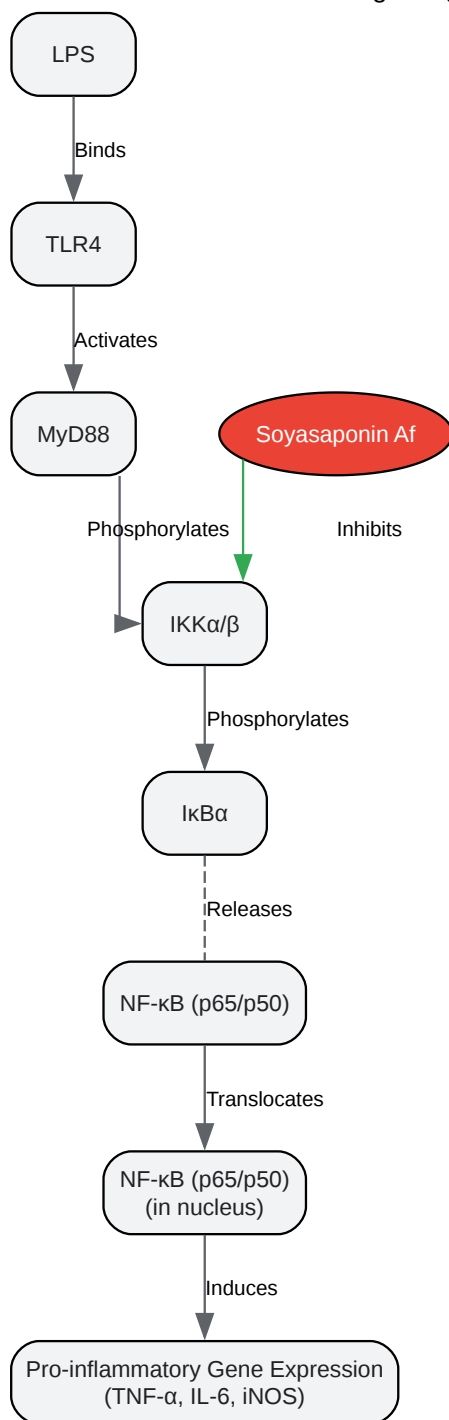 LPS
Binds
TLR4
Activates
MyD88
Soyasaponin Af
Phosphorylates
Inhibits
IKKα/β
Phosphorylates
IκBα
Releases
NF-κB (p65/p50)
Translocates
NF-κB (p65/p50)
(in nucleus)
Induces
Pro-inflammatory Gene Expression
(TNF-α, IL-6, iNOS)